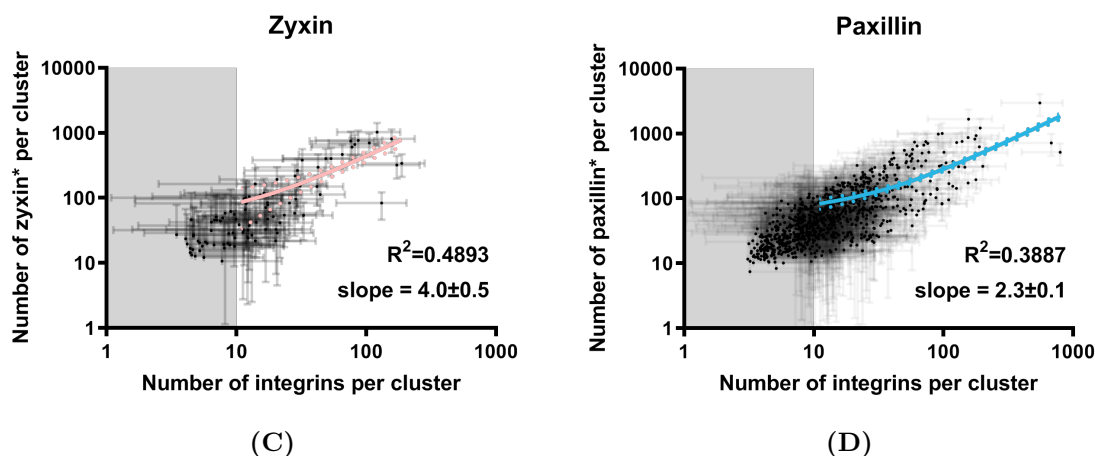 Zyxin
Number of zyxin* per cluster
10000
1000
100
10
1
R²=0.4893
slope = 4.0±0.5
1 10 100 1000
Number of integrins per cluster
(C)
Paxillin
Number of paxillin* per cluster
10000
1000
100
10
1
R²=0.3887
slope = 2.3±0.1
1 10 100 1000
Number of integrins per cluster
(D)